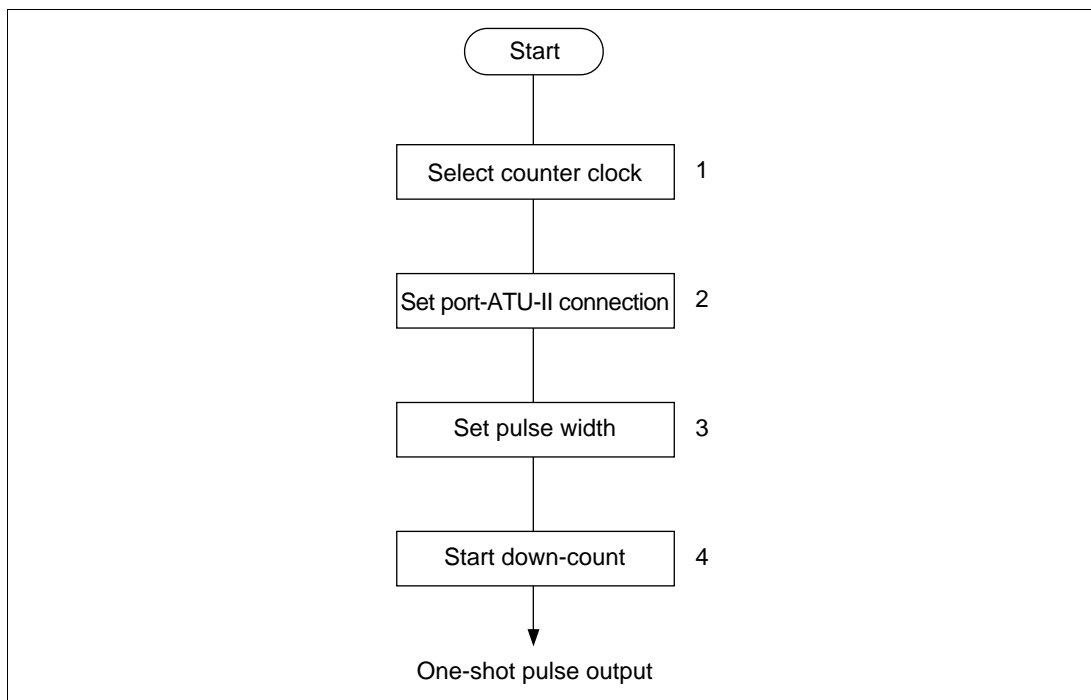 Start
Select counter clock 1
Set port-ATU-II connection 2
Set pulse width 3
Start down-count 4
One-shot pulse output